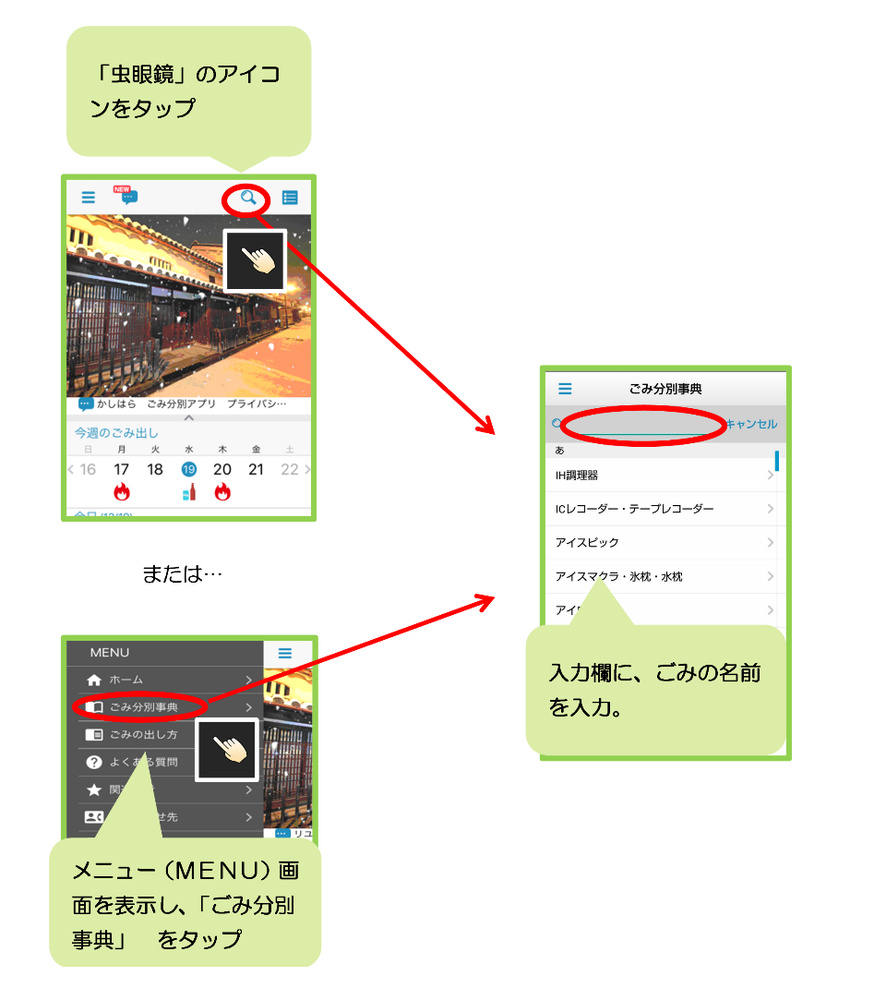 「虫眼鏡」のアイコ
ンをタップ
NEW
かしはら ごみ分別アプリ プライバシ…
今週のごみ出し
日 月 火 水 木 金 土
16 17 18 19 20 21 22
または…
MENU
ホーム
ごみ分別事典
ごみの出し方
よくある質問
関
せ先
リユ
メニュー(MENU)画
面を表示し、「ごみ分別
事典」 をタップ
ごみ分別事典
キャンセル
あ
IH調理器
ICレコーダー・テープレコーダー
アイスピック
アイスマクラ・氷枕・水枕
アイ
入力欄に、ごみの名前
を入力。